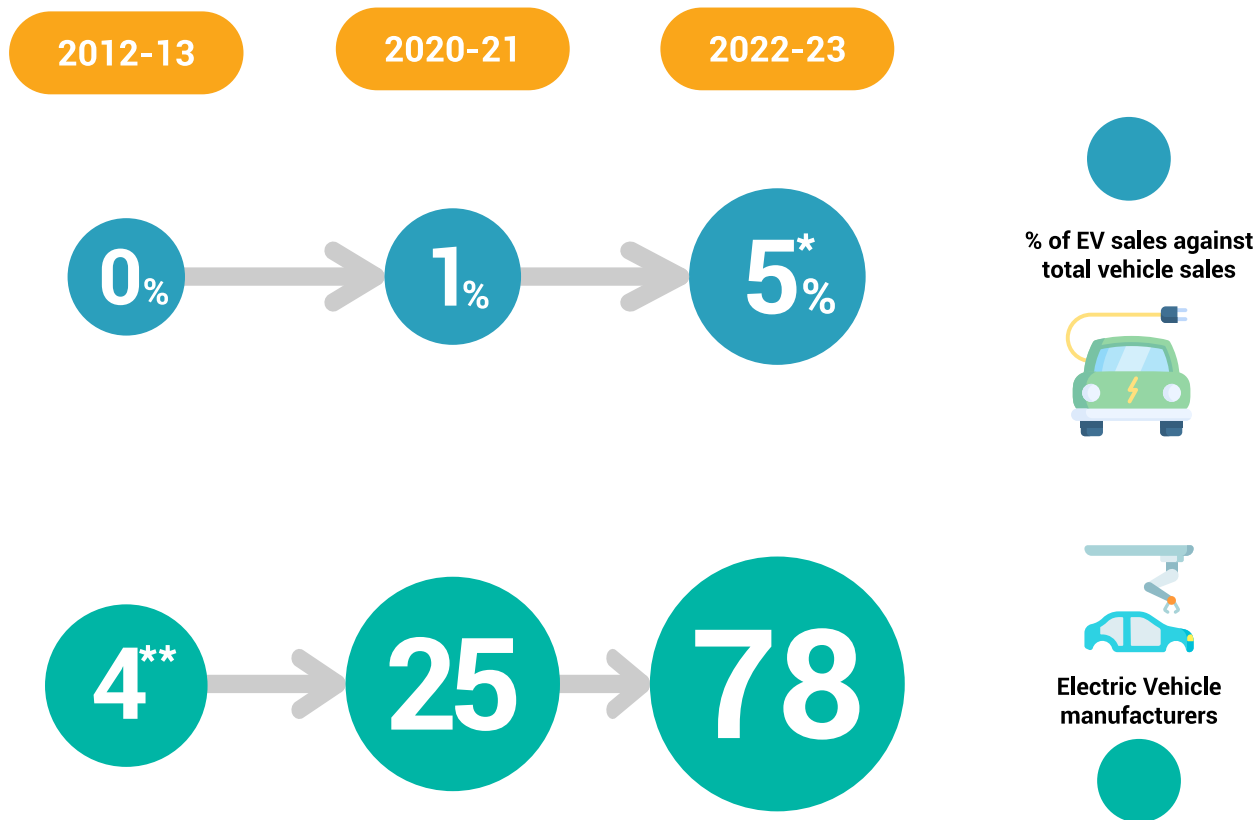 2012-13
2020-21
2022-23
0%
1%
5*%
% of EV sales against
total vehicle sales
4**
25
78
Electric Vehicle
manufacturers